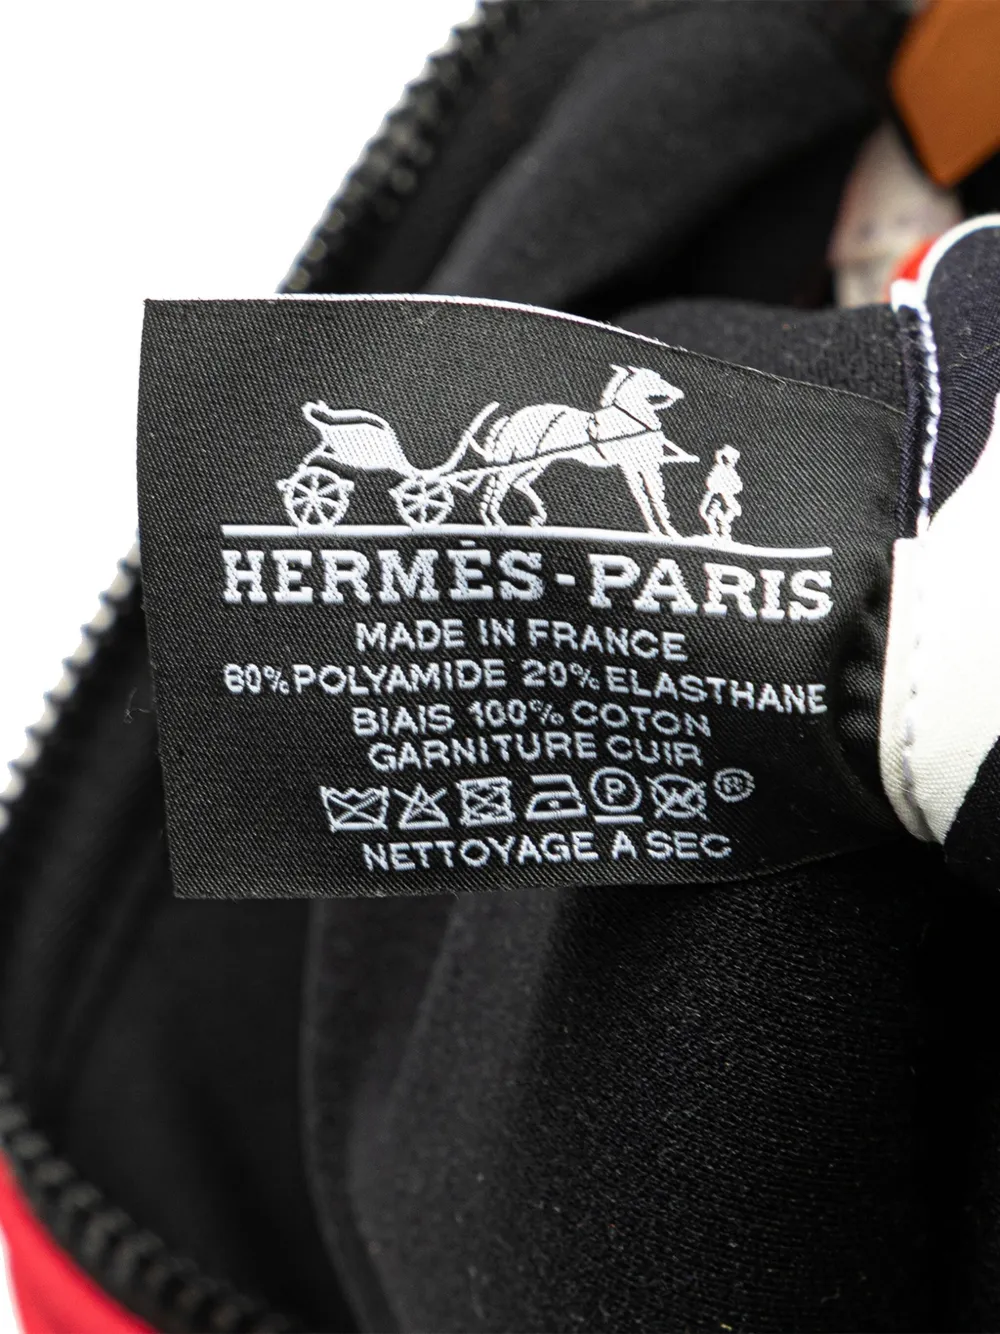 HERMÈS-PARIS
MADE IN FRANCE
80% POLYAMIDE 20% ELASTHANE
BIAIS 100% COTON
GARNITURE CUIR
P ®
NETTOYAGE A SEC